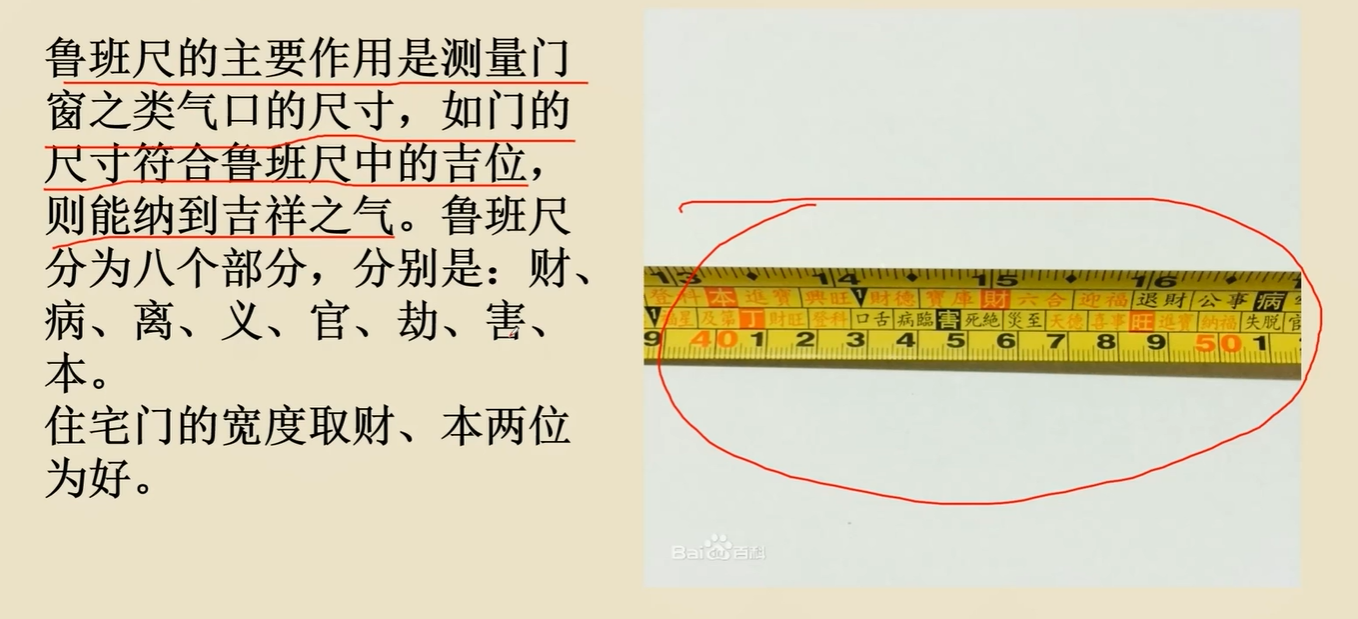 鲁班尺的主要作用是测量门
窗之类气口的尺寸，如门的
尺寸符合鲁班尺中的吉位，
则能纳到吉祥之气。鲁班尺
分为八个部分，分别是：财、
病、离、义、官、劫、害、
本。
住宅门的宽度取财、本两位
为好。
13 14 15 16
登科 本 進寶 興旺 1 財德 寶庫 財 六合 迎福 退財 公事 病
及第 丁 財旺 登科 口舌 病臨 害 死絶 災至 天德 喜事 旺 進寶 納福 失脱 官
9 40 1 2 3 4 5 6 7 8 9 50 1
Bai du 百科